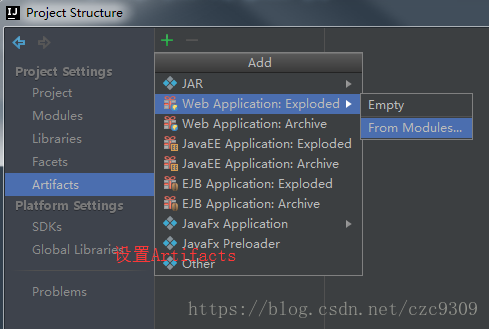 Project Structure
Project Settings
Project
Modules
Libraries
Facets
Artifacts
Platform Settings
SDKs
Global Libraries
Problems
Add
JAR
Web Application: Exploded
Web Application: Archive
JavaEE Application: Exploded
JavaEE Application: Archive
EJB Application: Exploded
EJB Application: Archive
JavaFx Application
JavaFx Preloader
Other
Empty
From Modules...
设置Artifacts
https://blog.csdn.net/czc9309